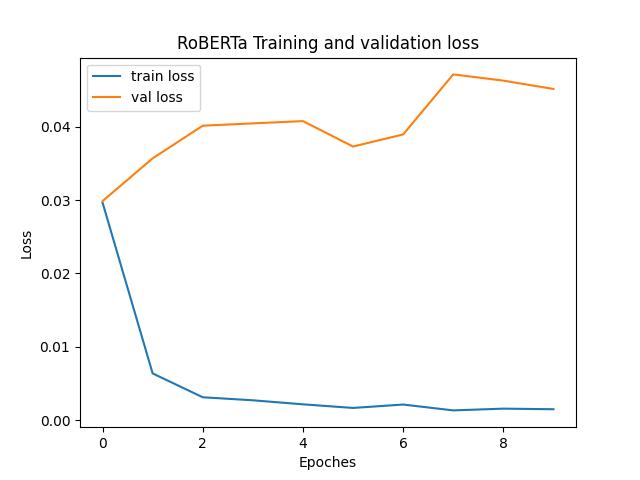 RoBERTa Training and validation loss
train loss
val loss
0.04
0.03
0.02
0.01
0.00
Loss
0 2 4 6 8
Epoches